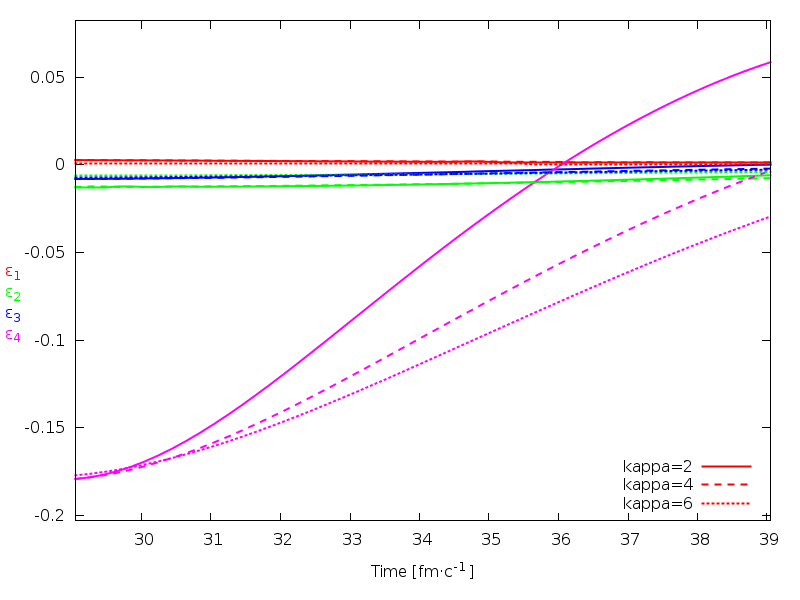 0.05
0
-0.05
-0.1
-0.15
-0.2
ε1
ε2
ε3
ε4
kappa=2
kappa=4
kappa=6
30 31 32 33 34 35 36 37 38 39
Time [fm·c-1]